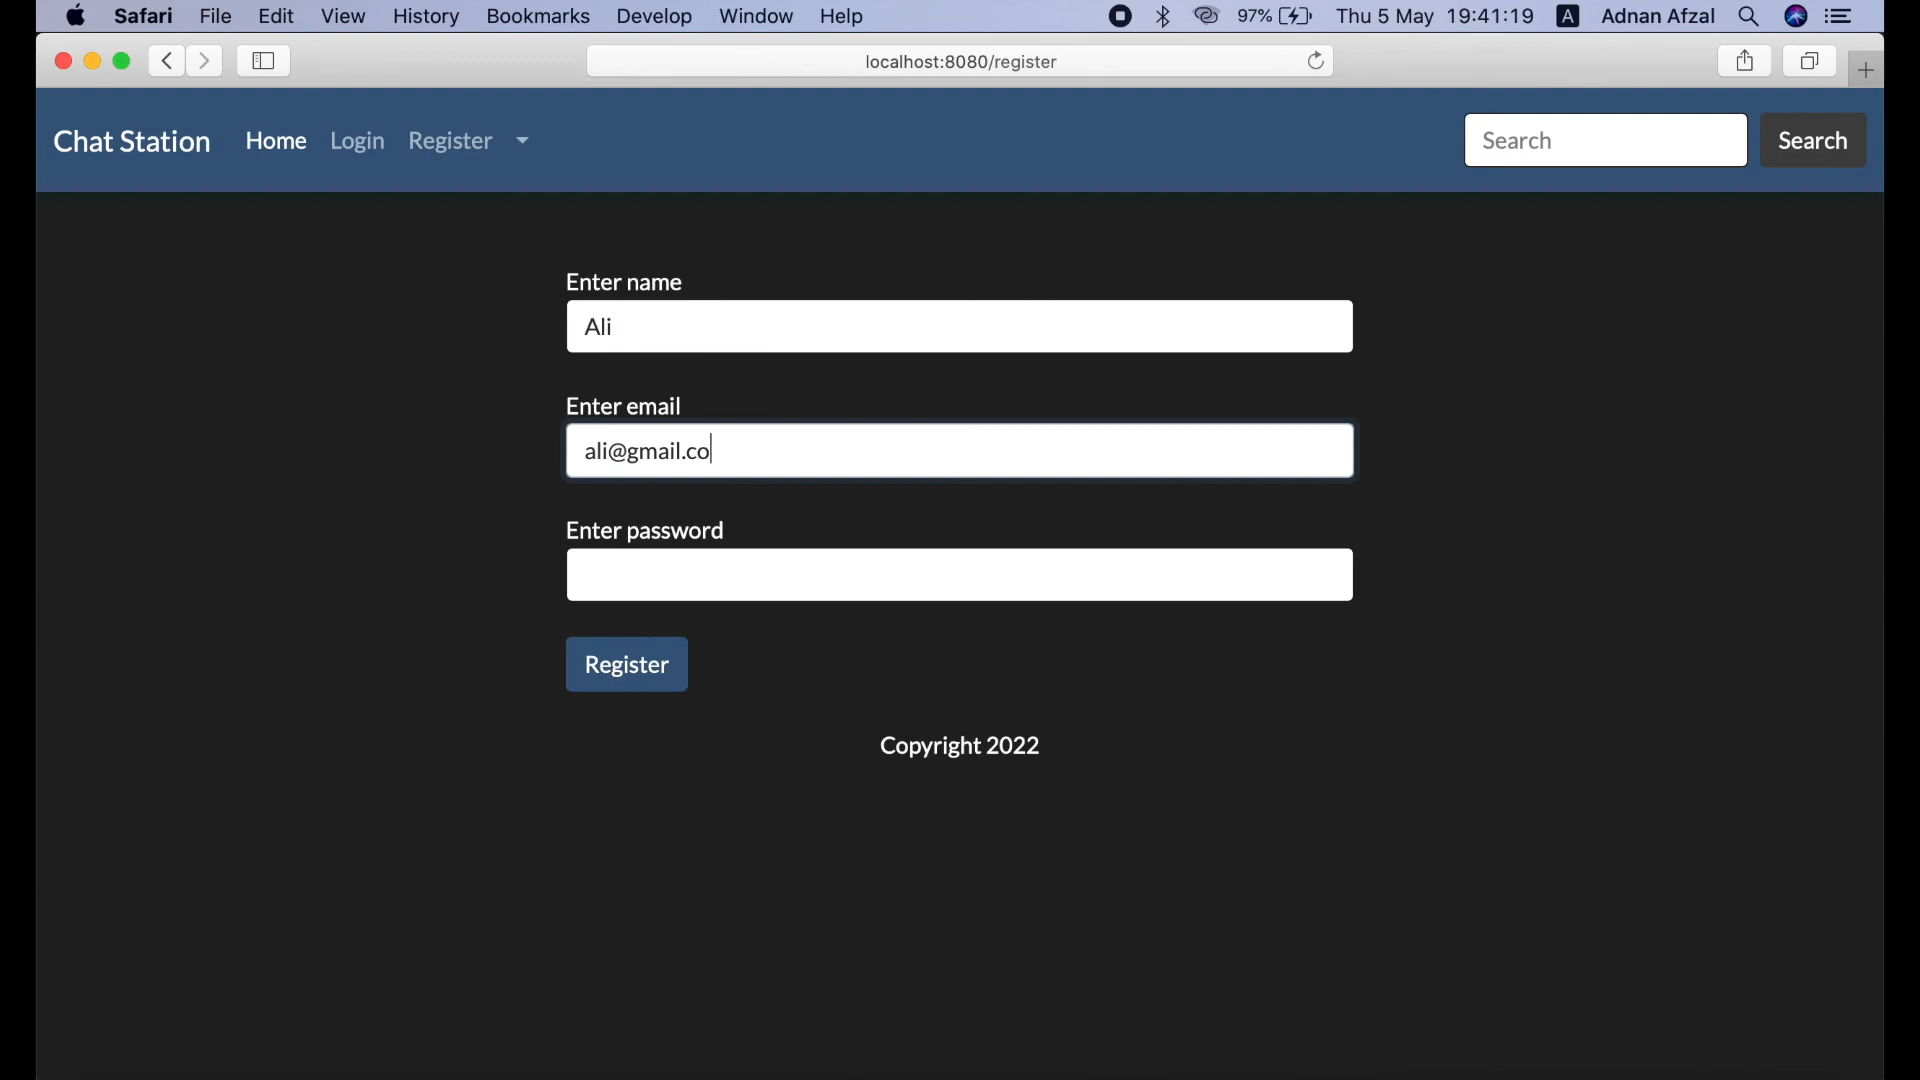 Safari File Edit View History Bookmarks Develop Window Help 97% Thu 5 May 19:41:19 A Adnan Afzal
localhost:8080/register
Chat Station Home Login Register Search Search
Enter name
Ali
Enter email
ali@gmail.co
Enter password
Register
Copyright 2022